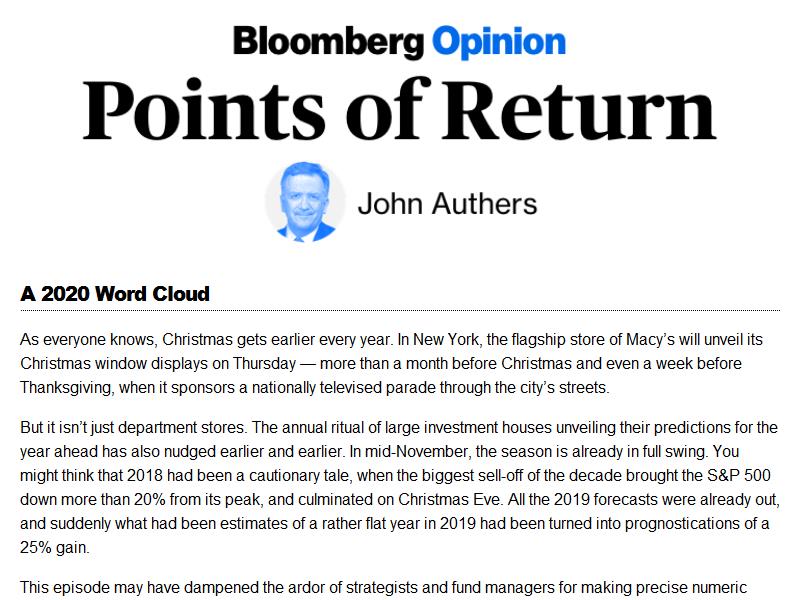 Bloomberg Opinion
Points of Return
John Authers
A 2020 Word Cloud
As everyone knows, Christmas gets earlier every year. In New York, the flagship store of Macy’s will unveil its
Christmas window displays on Thursday — more than a month before Christmas and even a week before
Thanksgiving, when it sponsors a nationally televised parade through the city’s streets.
But it isn’t just department stores. The annual ritual of large investment houses unveiling their predictions for the
year ahead has also nudged earlier and earlier. In mid-November, the season is already in full swing. You
might think that 2018 had been a cautionary tale, when the biggest sell-off of the decade brought the S&P 500
down more than 20% from its peak, and culminated on Christmas Eve. All the 2019 forecasts were already out,
and suddenly what had been estimates of a rather flat year in 2019 had been turned into prognostications of a
25% gain.
This episode may have dampened the ardor of strategists and fund managers for making precise numeric